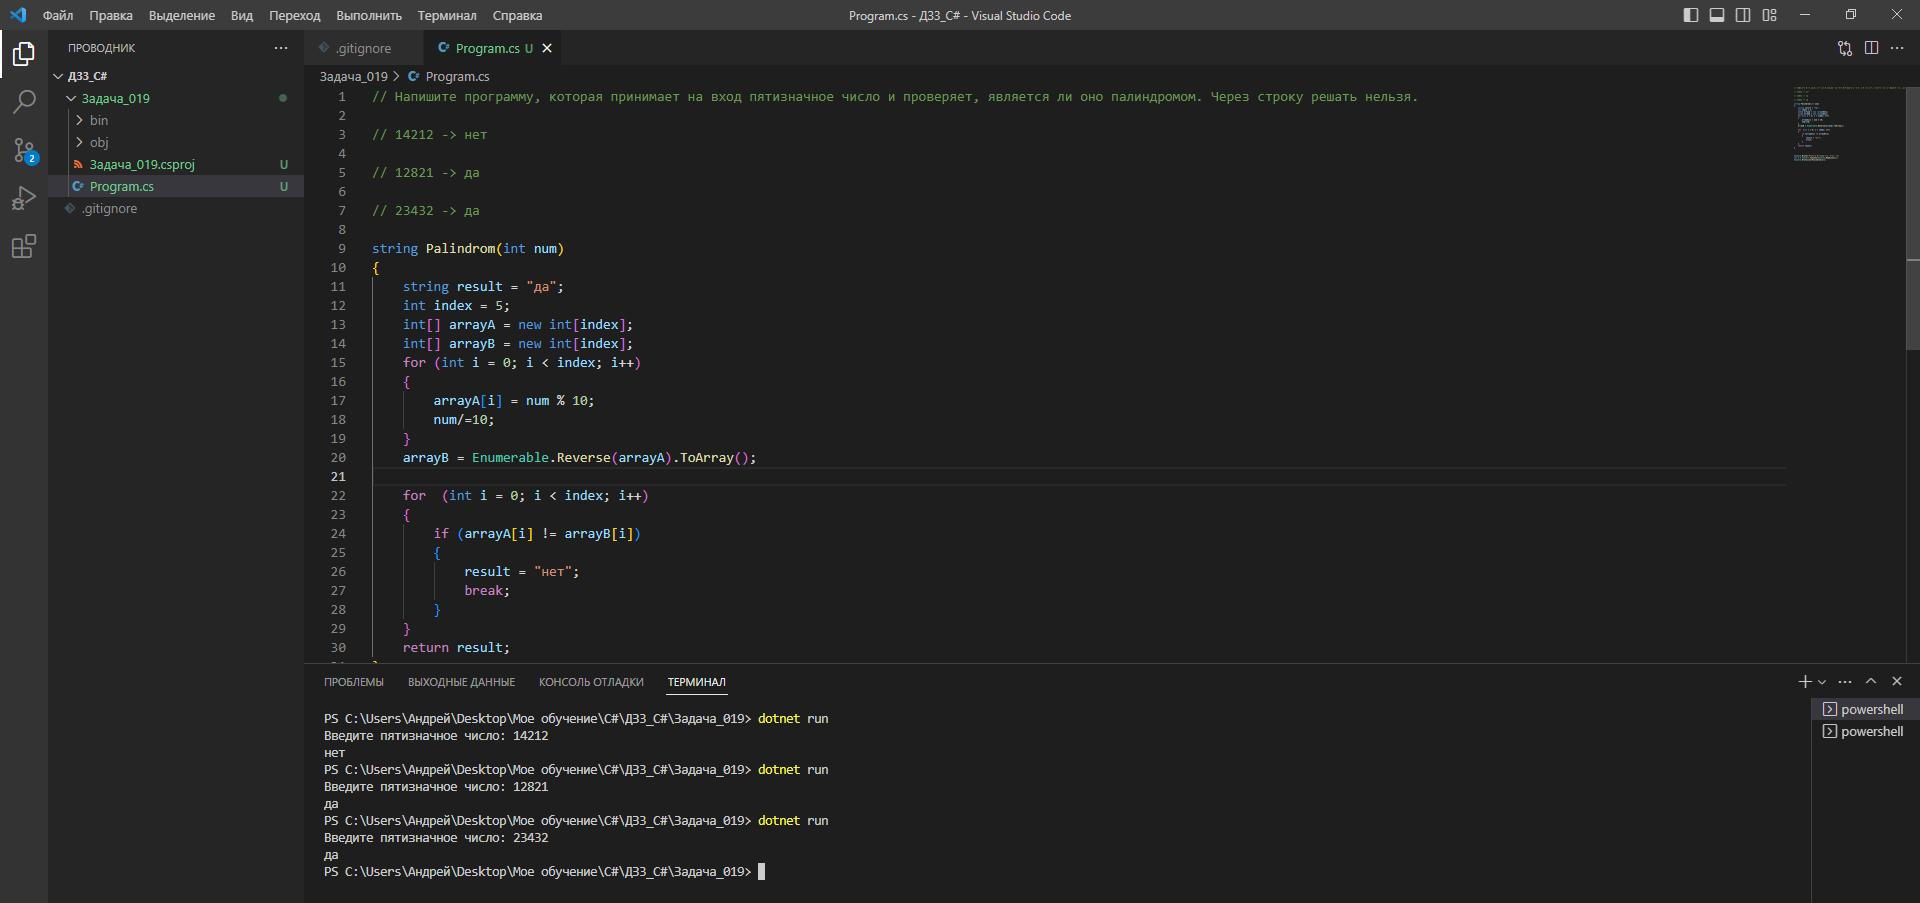 Файл Правка Выделение Вид Переход Выполнить Терминал Справка
Program.cs - ДЗ3_C# - Visual Studio Code
ПРОВОДНИК
ДЗ3_C#
Задача_019
bin
obj
Задача_019.csproj U
Program.cs U
.gitignore
2
.gitignore Program.cs U
Задача_019 > Program.cs
1 // Напишите программу, которая принимает на вход пятизначное число и проверяет, является ли оно палиндромом. Через строку решать нельзя.
2
3 // 14212 -> нет
4
5 // 12821 -> да
6
7 // 23432 -> да
8
9 string Palindrom(int num)
10 {
11 string result = "да";
12 int index = 5;
13 int[] arrayA = new int[index];
14 int[] arrayB = new int[index];
15 for (int i = 0; i < index; i++)
16 {
17 arrayA[i] = num % 10;
18 num/=10;
19 }
20 arrayB = Enumerable.Reverse(arrayA).ToArray();
21
22 for  (int i = 0; i < index; i++)
23 {
24 if (arrayA[i] != arrayB[i])
25 {
26 result = "нет";
27 break;
28 }
29 }
30 return result;
ПРОБЛЕМЫ ВЫХОДНЫЕ ДАННЫЕ КОНСОЛЬ ОТЛАДКИ ТЕРМИНАЛ
PS C:\Users\Андрей\Desktop\Мое обучение\C#\ДЗ3_C#\Задача_019> dotnet run
Введите пятизначное число: 14212
нет
PS C:\Users\Андрей\Desktop\Мое обучение\C#\ДЗ3_C#\Задача_019> dotnet run
Введите пятизначное число: 12821
да
PS C:\Users\Андрей\Desktop\Мое обучение\C#\ДЗ3_C#\Задача_019> dotnet run
Введите пятизначное число: 23432
да
PS C:\Users\Андрей\Desktop\Мое обучение\C#\ДЗ3_C#\Задача_019>
powershell
powershell